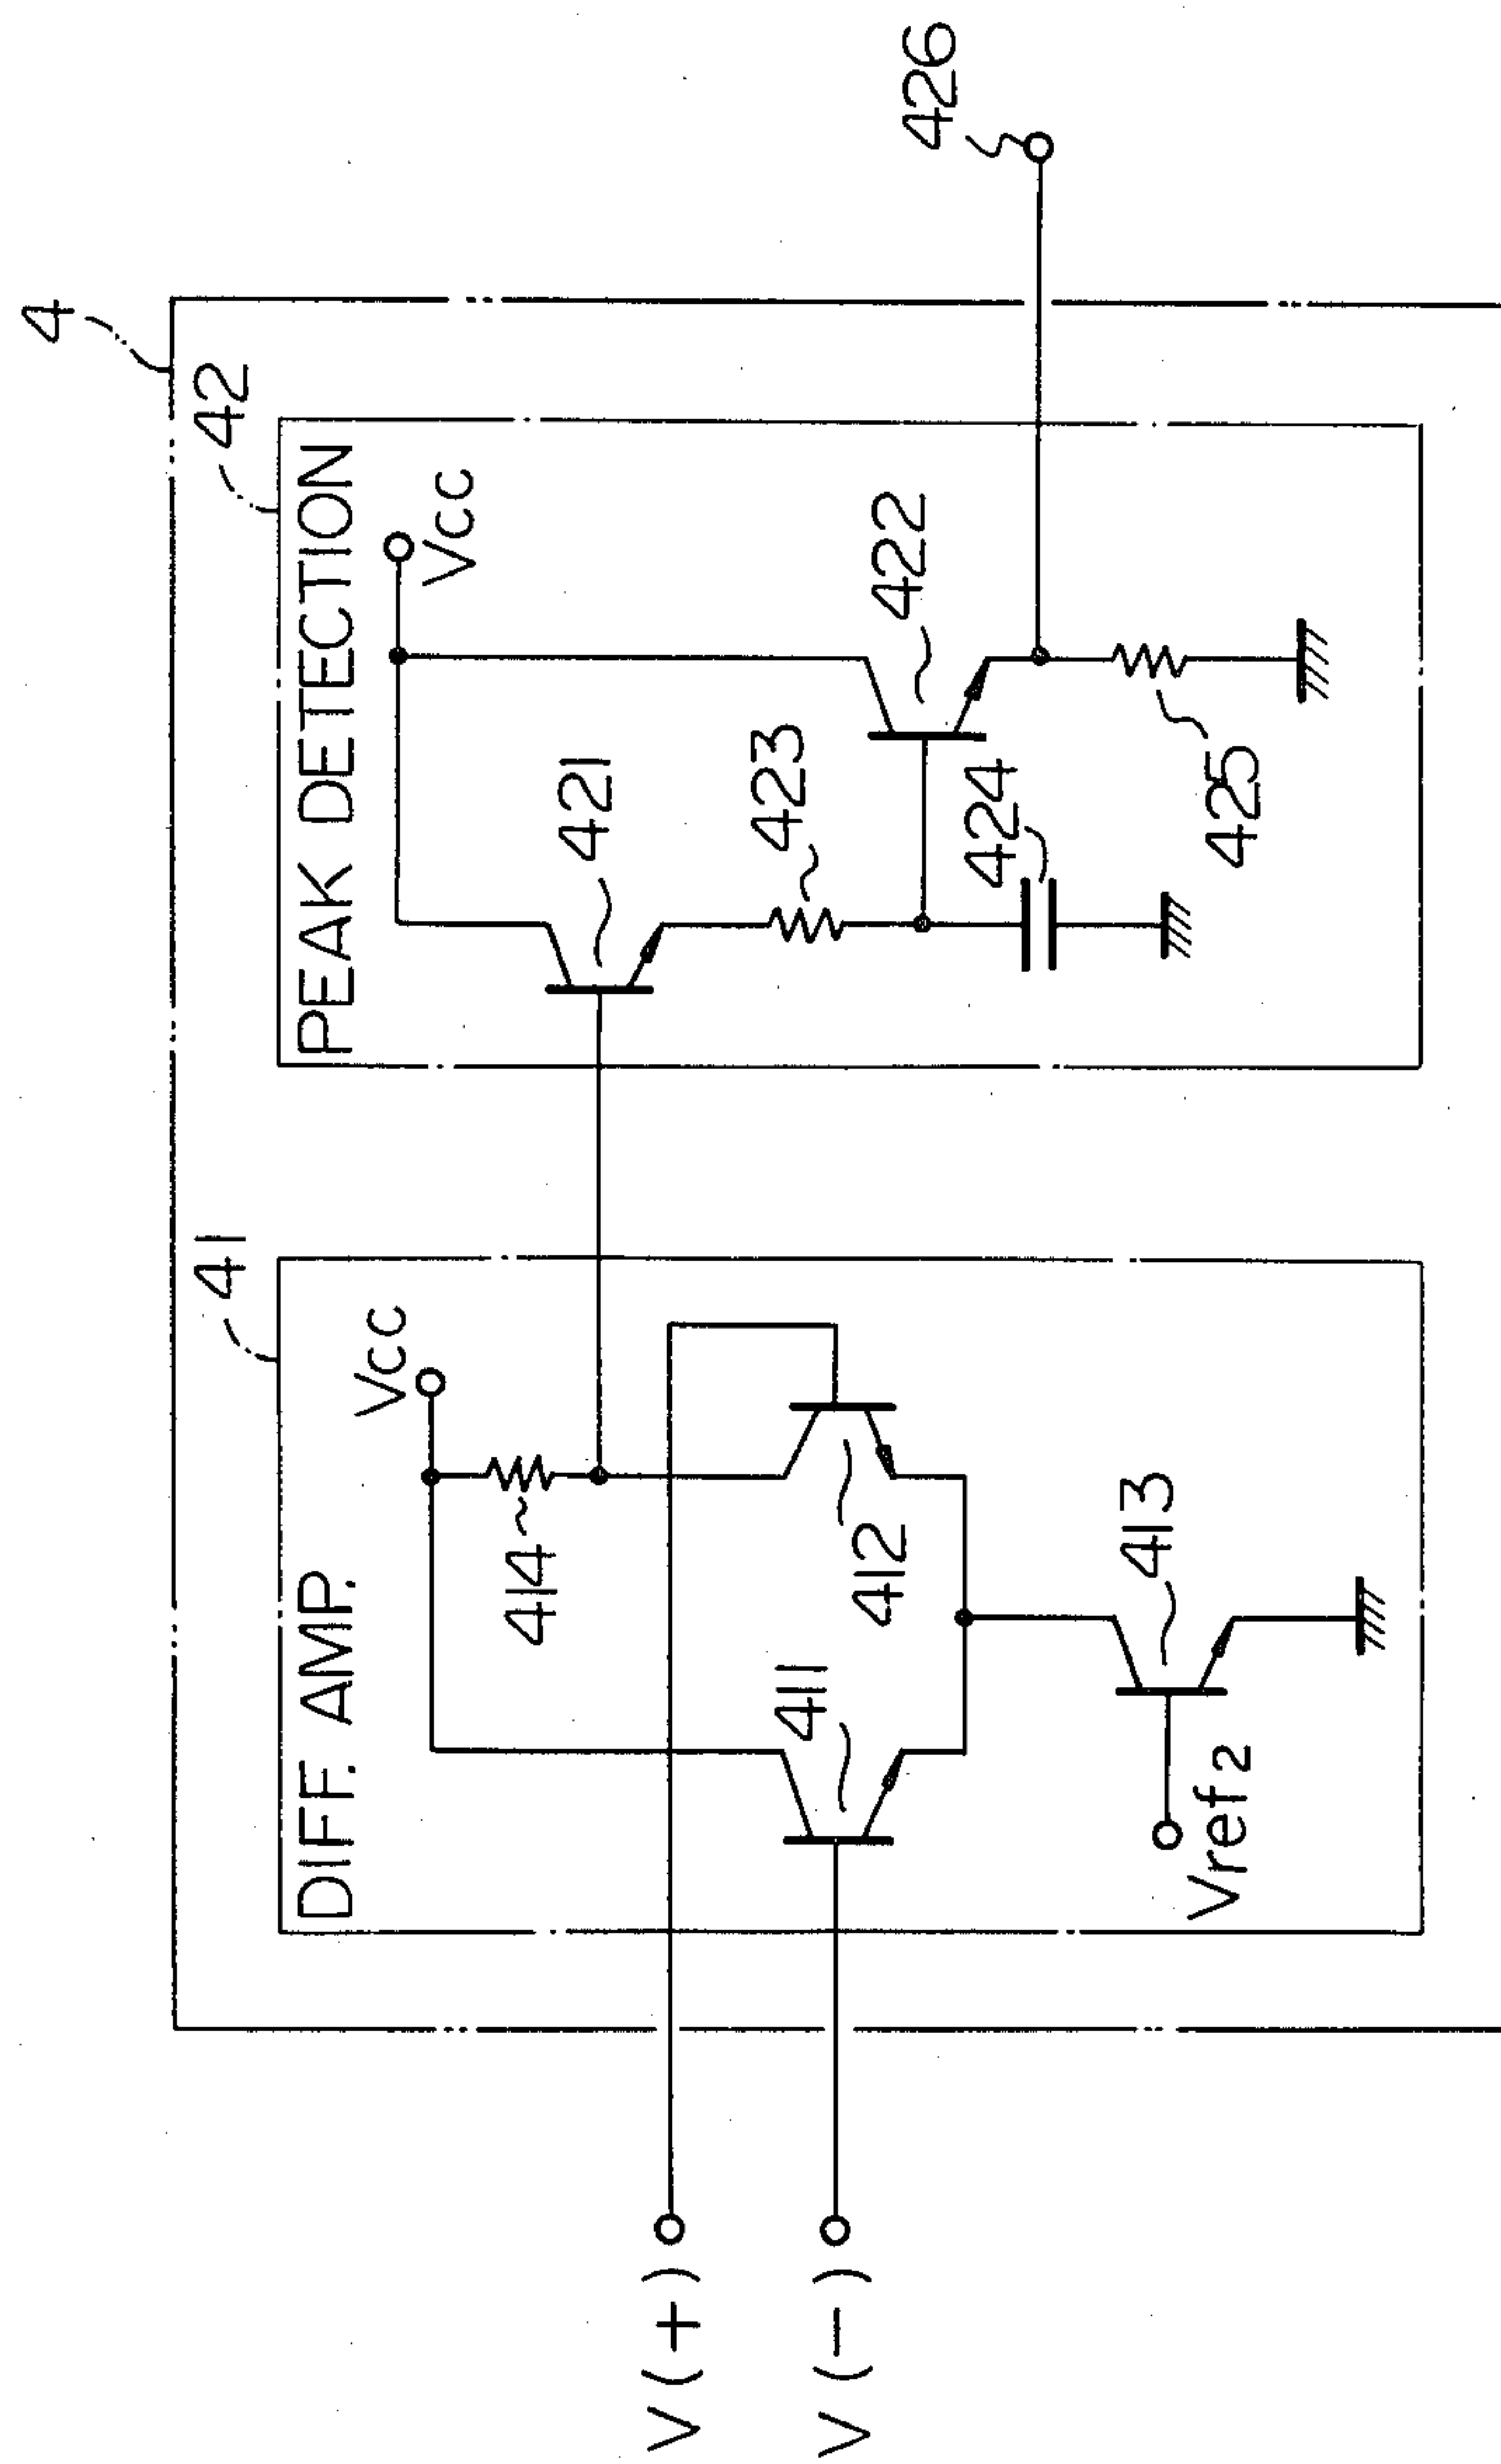 4
41
42
DIFF. AMP.
PEAK DETECTION
Vcc
Vcc
414
421
423
422
426
V(+)
V(-)
411
412
424
425
413
Vref2